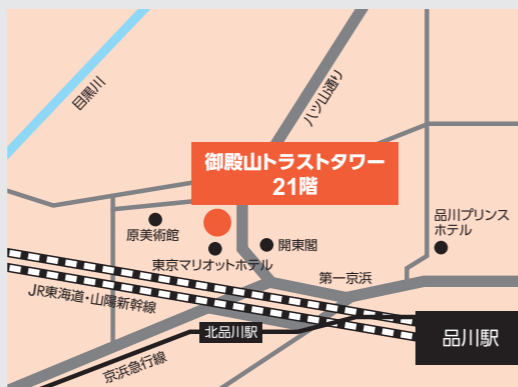 目黒川
八ツ山通り
御殿山トラストタワー
21階
品川プリンス
ホテル
原美術館
開東閣
東京マリオットホテル
第一京浜
JR東海道・山陽新幹線
北品川駅
品川駅
京浜急行線